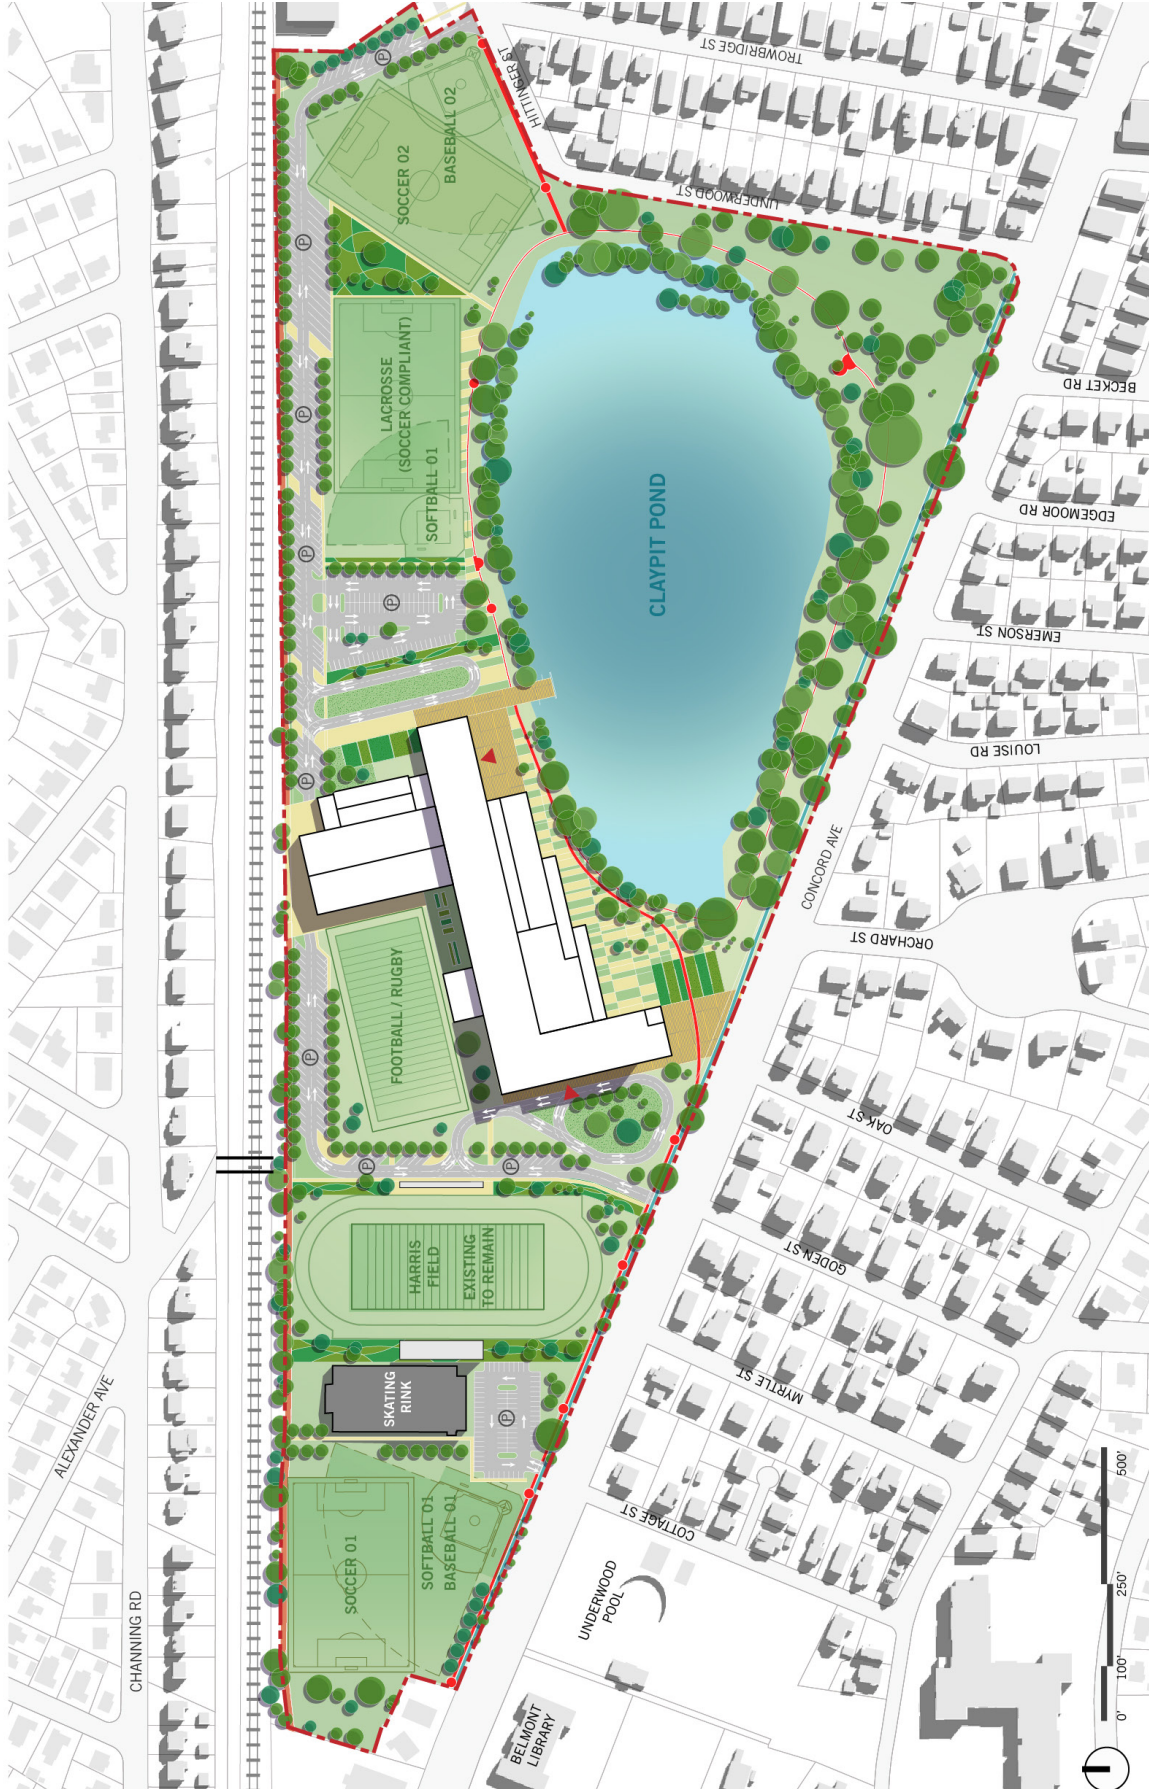 TROWBRIDGE ST
HITTINGER ST
BASEBALL 02
SOCCER 02
UNDERWOOD ST
P
P
LACROSSE
(SOCCER COMPLIANT)
SOFTBALL 01
P
BECKET RD
EDGEMOOR RD
CLAYPIT POND
P
P
EMERSON ST
LOUISE RD
P
CONCORD AVE
ORCHARD ST
FOOTBALL / RUGBY
P
OAK ST
P
P
GODEN ST
HARRIS
FIELD
EXISTING
TO REMAIN
MYRTLE ST
ALEXANDER AVE
SKATING
RINK
P
COTTAGE ST
SOCCER 01
SOFTBALL 01
BASEBALL 01
CHANNING RD
UNDERWOOD
POOL
BELMONT
LIBRARY
0'
100'
250'
500'